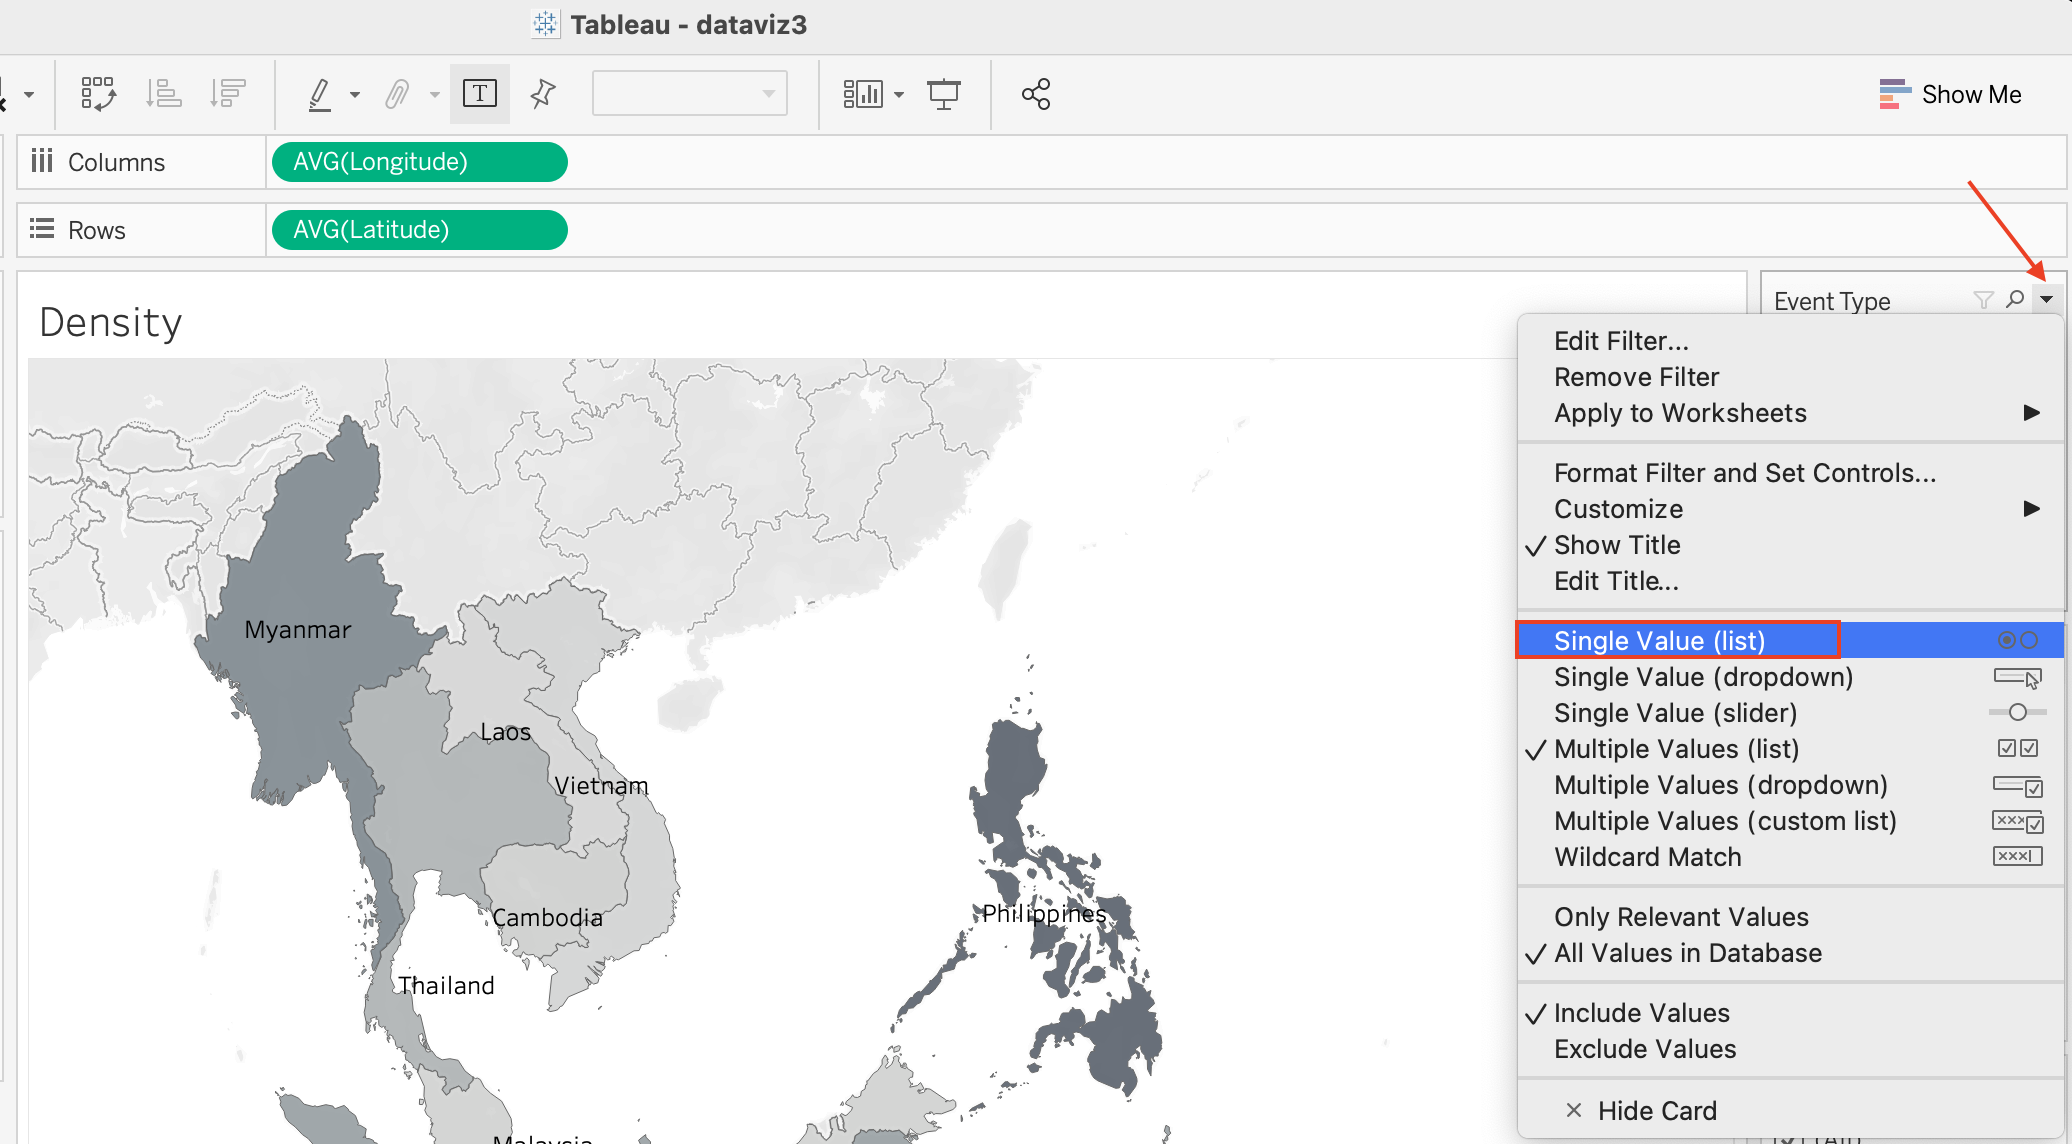 Tableau - dataviz3
Show Me
Columns
AVG(Longitude)
Rows
AVG(Latitude)
Density
Event Type
Edit Filter...
Remove Filter
Apply to Worksheets
Format Filter and Set Controls...
Customize
Show Title
Edit Title...
Single Value (list)
Single Value (dropdown)
Single Value (slider)
Multiple Values (list)
Multiple Values (dropdown)
Multiple Values (custom list)
Wildcard Match
Only Relevant Values
All Values in Database
Include Values
Exclude Values
Hide Card
Myanmar
Laos
Vietnam
Cambodia
Philippines
Thailand
Malaysia